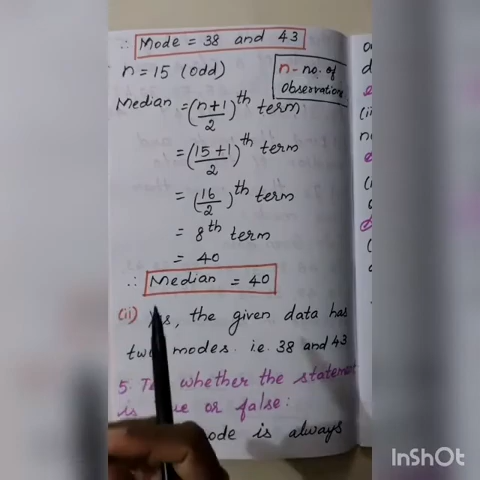 ∴ Mode = 38 and 43
n = 15 (odd)
n - no. of
observations
Median = (n+1/2)th term
= (15+1/2)th term
= (16/2)th term
= 8th term
= 40
∴ Median = 40
(ii) Yes, the given data has
two modes. i.e. 38 and 43
5. whether the statement
is or false:
is always
InShOt